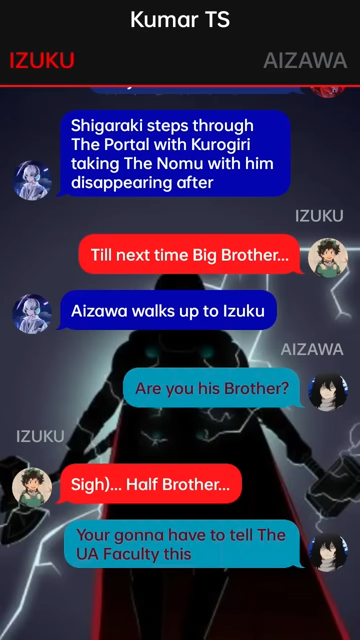 Kumar TS
IZUKU AIZAWA
Shigaraki steps through
The Portal with Kurogiri
taking The Nomu with him
disappearing after
IZUKU
Till next time Big Brother...
Aizawa walks up to Izuku
AIZAWA
Are you his Brother?
IZUKU
Sigh)... Half Brother...
Your gonna have to tell The
UA Faculty this